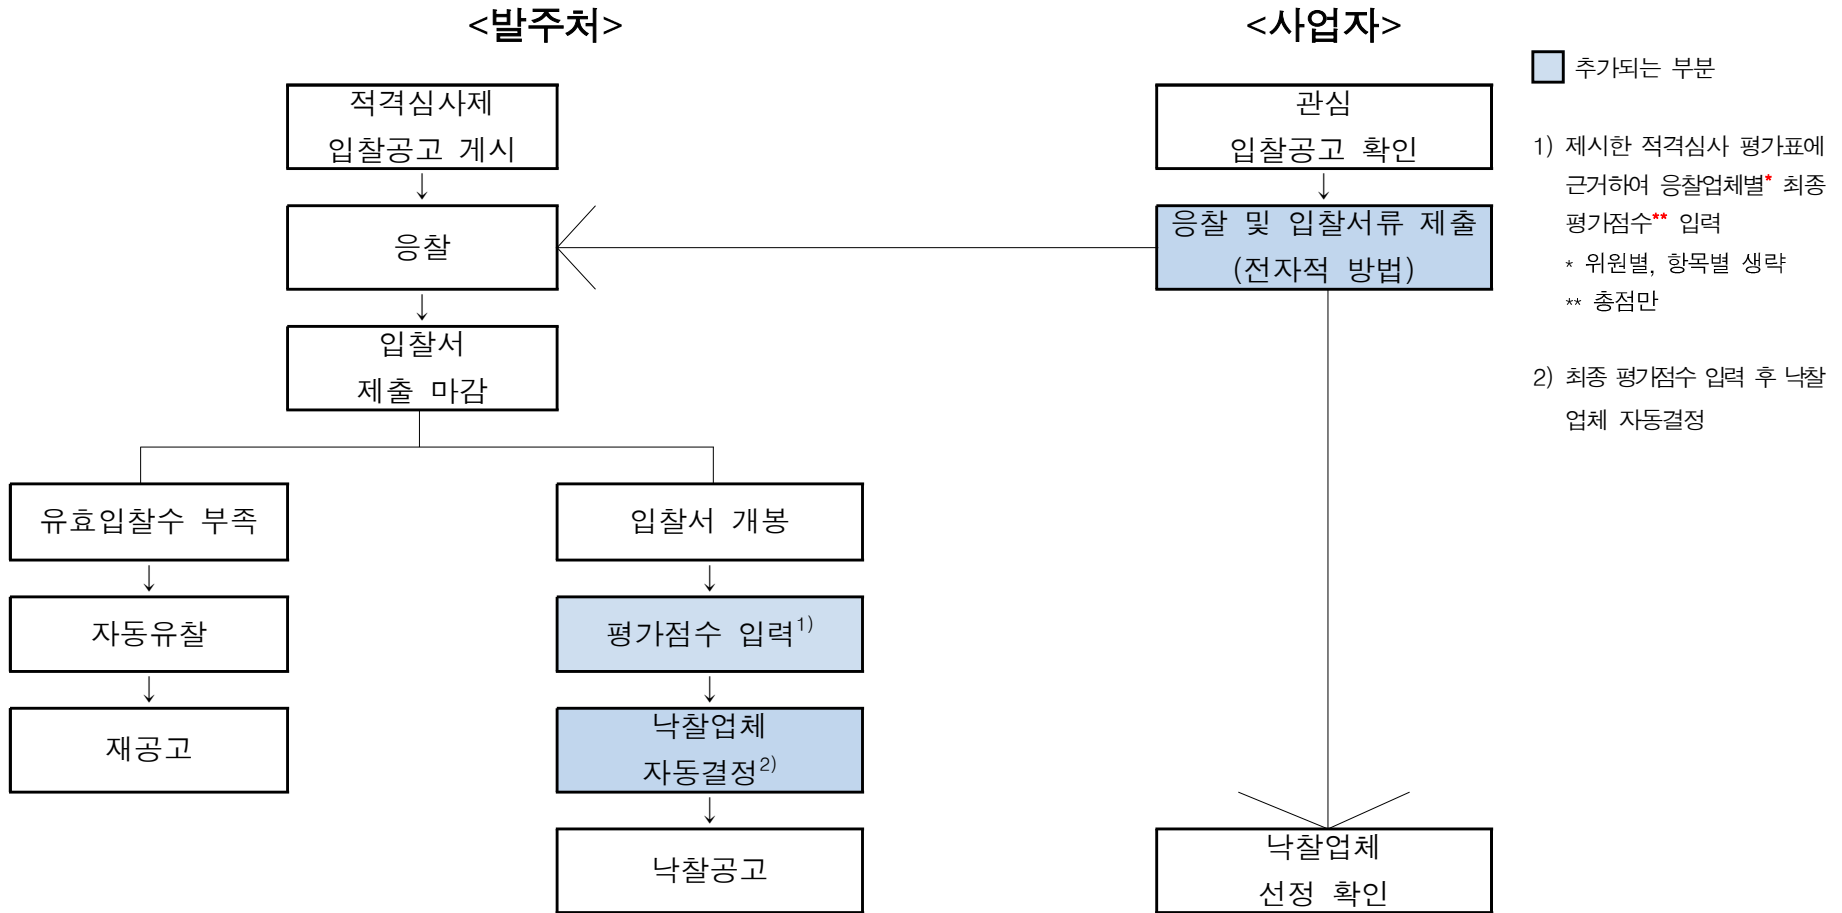 <발주처>
<사업자>
추가되는 부분
적격심사제
입찰공고 게시
관심
입찰공고 확인
1) 제시한 적격심사 평가표에
근거하여 응찰업체별* 최종
평가점수** 입력
* 위원별, 항목별 생략
** 총점만
응찰
응찰 및 입찰서류 제출
(전자적 방법)
입찰서
제출 마감
2) 최종 평가점수 입력 후 낙찰
업체 자동결정
유효입찰수 부족
입찰서 개봉
자동유찰
평가점수 입력1)
재공고
낙찰업체
자동결정2)
낙찰공고
낙찰업체
선정 확인